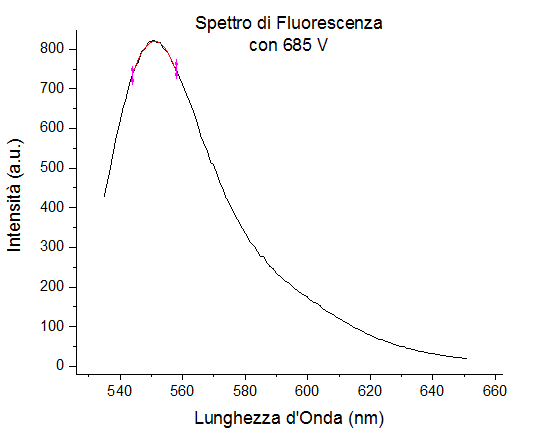 Spettro di Fluorescenza
con 685 V
800
700
600
500
400
300
200
100
0
Intensità (a.u.)
540 560 580 600 620 640 660
Lunghezza d'Onda (nm)